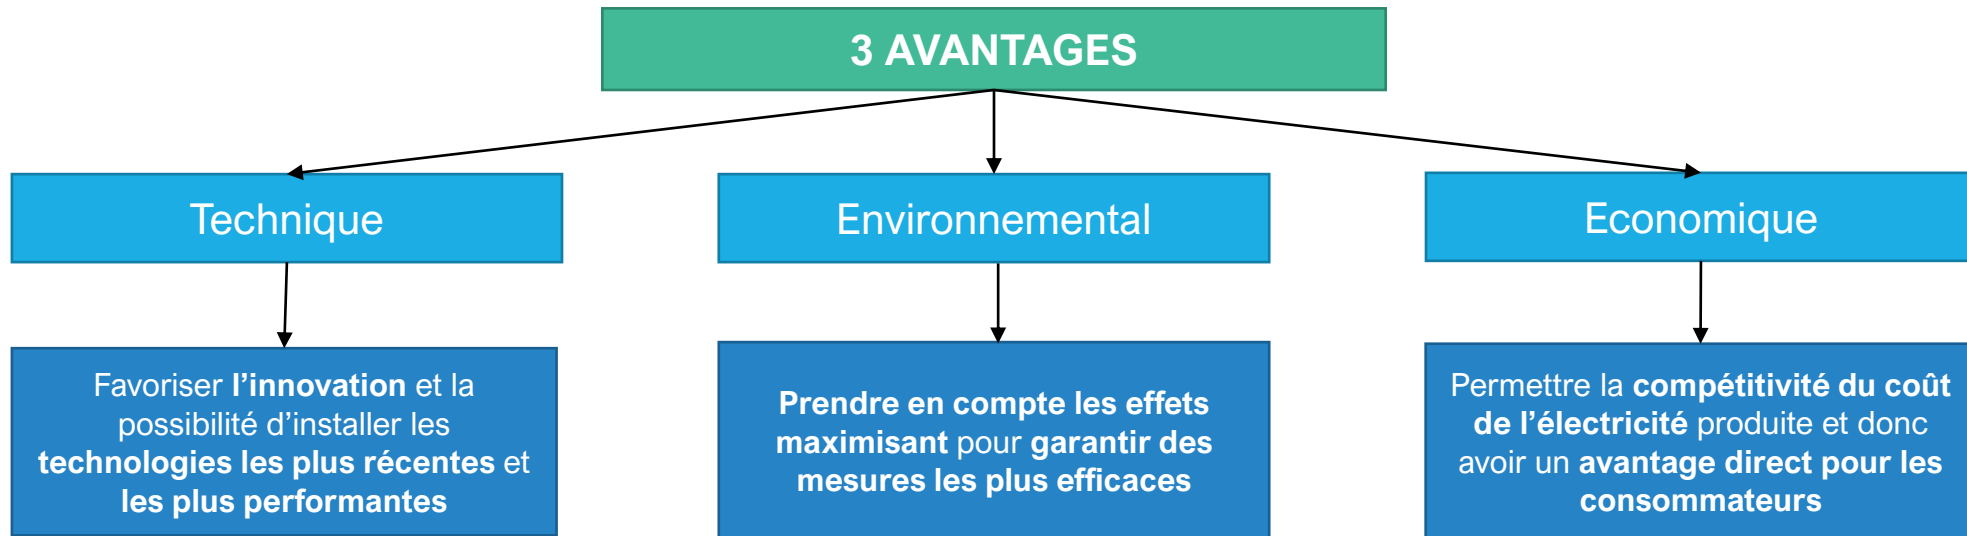 3 AVANTAGES
Technique
Environnemental
Economique
Favoriser l’innovation et la
possibilité d’installer les
technologies les plus récentes et
les plus performantes
Prendre en compte les effets
maximisant pour garantir des
mesures les plus efficaces
Permettre la compétitivité du coût
de l’électricité produite et donc
avoir un avantage direct pour les
consommateurs